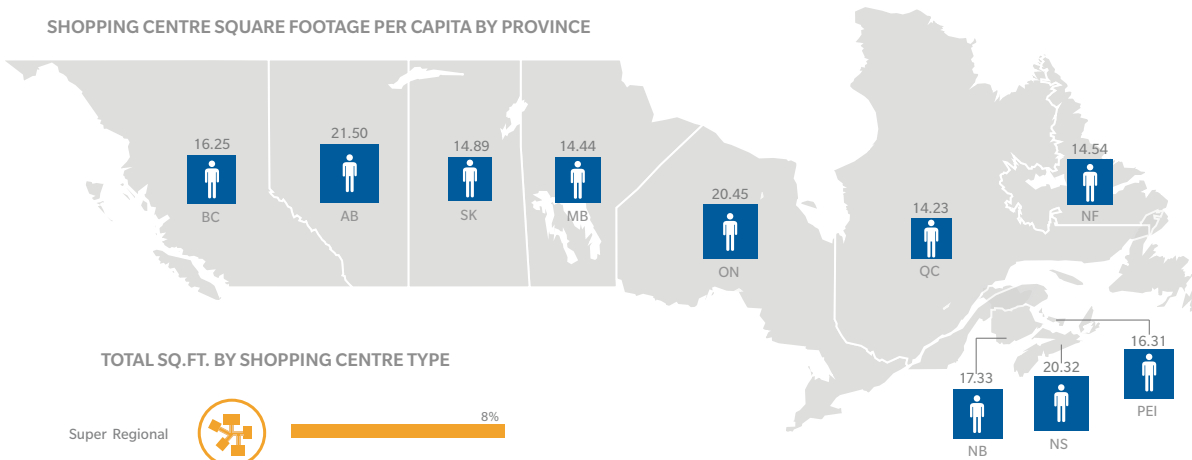 SHOPPING CENTRE SQUARE FOOTAGE PER CAPITA BY PROVINCE
16.25
BC
21.50
AB
14.89
SK
14.44
MB
20.45
ON
14.23
QC
14.54
NF
17.33
NB
20.32
NS
16.31
PEI
TOTAL SQ.FT. BY SHOPPING CENTRE TYPE
Super Regional
8%